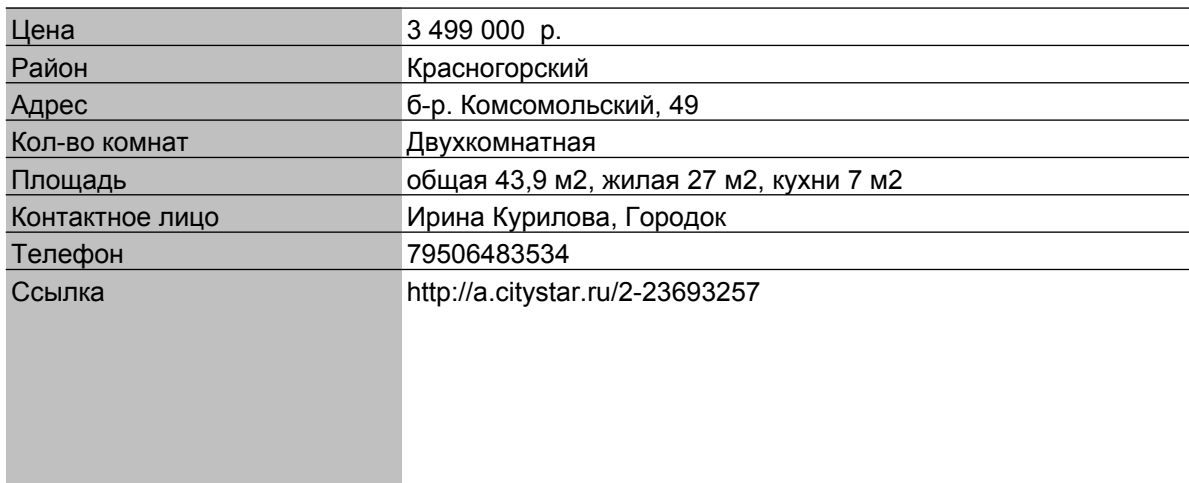 Цена 3 499 000 р.
Район Красногорский
Адрес б-р. Комсомольский, 49
Кол-во комнат Двухкомнатная
Площадь общая 43,9 м2, жилая 27 м2, кухни 7 м2
Контактное лицо Ирина Курилова, Городок
Телефон 79506483534
Ссылка http://a.citystar.ru/2-23693257